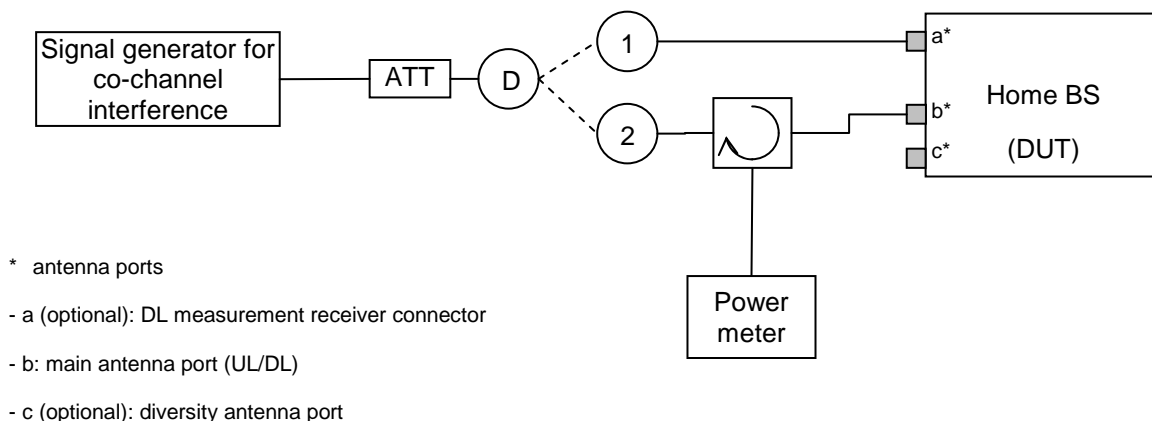 Signal generator for
co-channel
interference
ATT
D
1
2
a*
b*
c*
Home BS
(DUT)
Power
meter
* antenna ports
- a (optional): DL measurement receiver connector
- b: main antenna port (UL/DL)
- c (optional): diversity antenna port